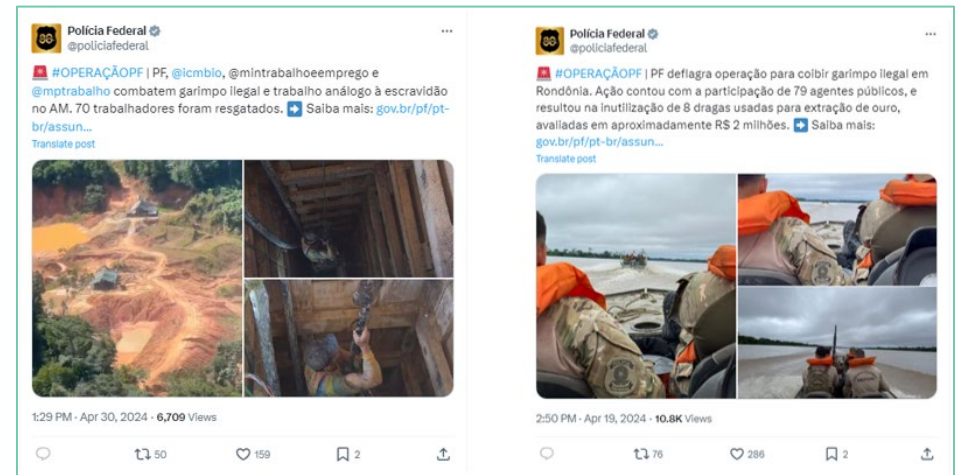 Polícia Federal
@policiafederal
#OPERAÇÃOPF | PF, @icmbio, @mintrabalhoeemprego e
@mptrabalho combatem garimpo ilegal e trabalho análogo à escravidão
no AM. 70 trabalhadores foram resgatados. ➡ Saiba mais: gov.br/pf/pt-
br/assun...
Translate post
1:29 PM · Apr 30, 2024 · 6,709 Views
50
159
2
Polícia Federal
@policiafederal
#OPERAÇÃOPF | PF deflagra operação para coibir garimpo ilegal em
Rondônia. Ação contou com a participação de 79 agentes públicos, e
resultou na inutilização de 8 dragas usadas para extração de ouro,
avaliadas em aproximadamente R$ 2 milhões. ➡ Saiba mais:
gov.br/pf/pt-br/assun...
Translate post
2:50 PM · Apr 19, 2024 · 10.8K Views
76
286
2